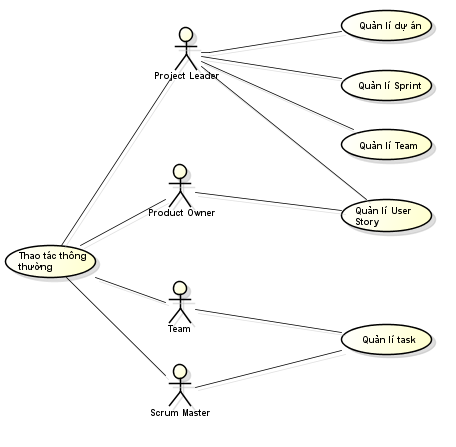 Quản lí dự án
Project Leader
Quản lí Sprint
Quản lí Team
Product Owner
Quản lí User
Story
Thao tác thông
thường
Team
Quản lí task
Scrum Master